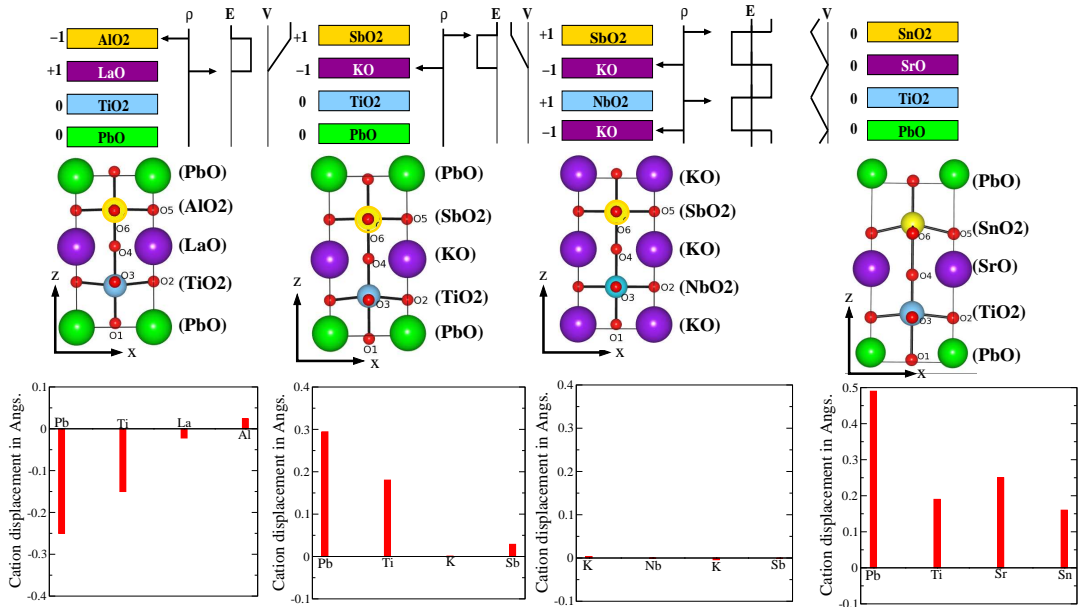 ρ E V
−1 AlO2
+1 LaO
0 TiO2
0 PbO
ρ E V
+1 SbO2
−1 KO
0 TiO2
0 PbO
ρ E V
+1 SbO2
−1 KO
+1 NbO2
−1 KO
0 SnO2
0 SrO
0 TiO2
0 PbO
(PbO)
(AlO2)
O5
O6
(LaO)
O4
O3
O2
(TiO2)
O1
(PbO)
Z
X
(PbO)
(SbO2)
O5
O6
(KO)
O4
(TiO2)
O3
O2
(PbO)
O1
Z
X
(KO)
(SbO2)
O5
O6
(KO)
O4
(NbO2)
O3
O2
(KO)
O1
Z
X
(PbO)
(SnO2)
O5
O6
(SrO)
O4
(TiO2)
O3
O2
(PbO)
O1
Z
X
Cation displacement in Angs.
0.1
0
-0.1
-0.2
-0.3
-0.4
Pb Ti La Al
Cation displacement in Angs.
0.4
0.3
0.2
0.1
0
-0.1
Pb Ti K Sb
Cation displacement in Angs.
0.4
0.3
0.2
0.1
0
-0.1
K Nb K Sb
Cation displacement in Angs.
0.5
0.4
0.3
0.2
0.1
0
-0.1
Pb Ti Sr Sn